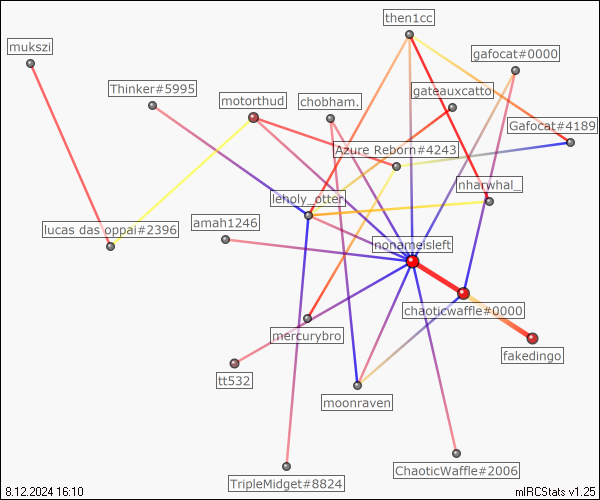 then1cc
mukszi
gafocat#0000
Thinker#5995
gateauxcatto
motorthud
chobham.
Gafocat#4189
Azure Reborn#4243
nharwhal_
leholy_otter
amah1246
lucas das oppai#2396
nonameisleft
chaoticwaffle#0000
mercurybro
fakedingo
tt532
moonraven
ChaoticWaffle#2006
TripleMidget#8824
8.12.2024 16:10
mIRCStats v1.25